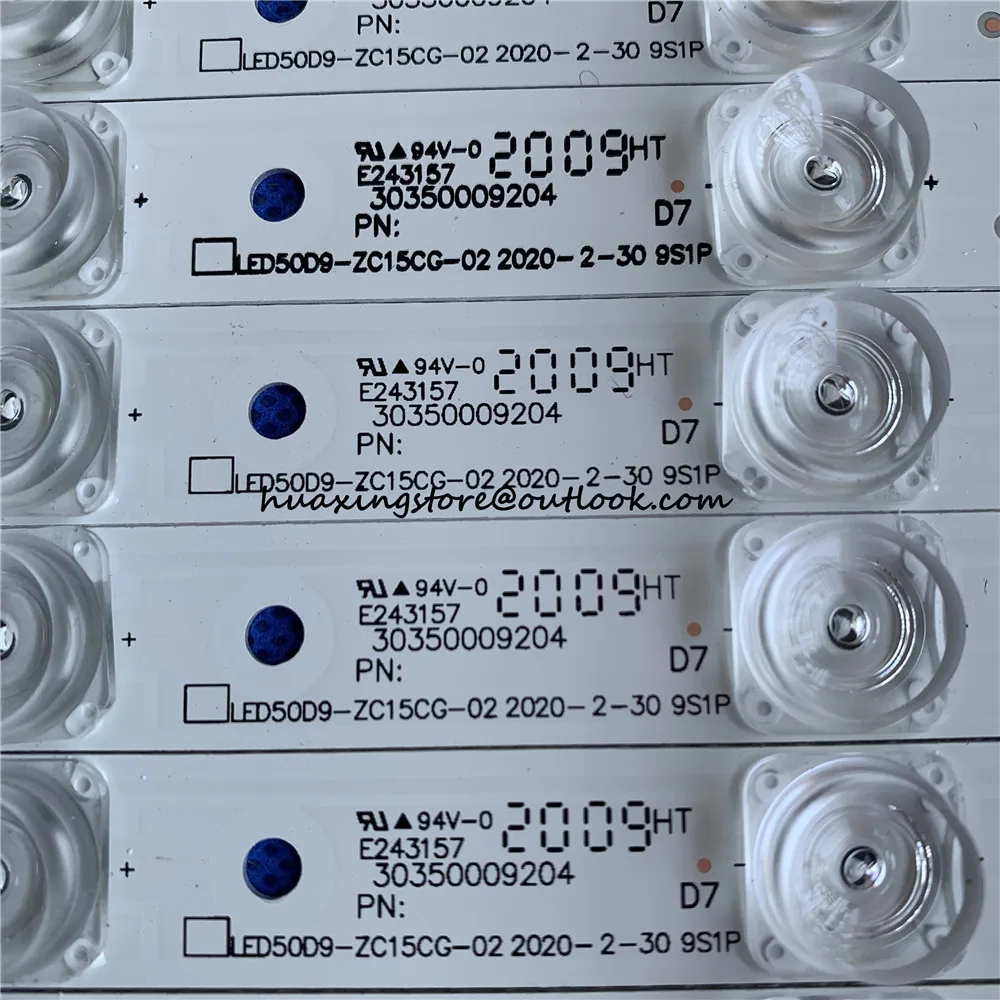 30350009204
PN:
D7
LED50D9-ZC15CG-02 2020-2-30 9S1P
▲94V-0 2009HT
E243157
30350009204
PN:
D7
LED50D9-ZC15CG-02 2020-2-30 9S1P
+
+
-
▲94V-0 2009HT
E243157
30350009204
PN:
D7
LED50D9-ZC15CG-02 2020-2-30 9S1P
huaxingstore@outlook.com
+
-
▲94V-0 2009HT
E243157
30350009204
PN:
D7
LED50D9-ZC15CG-02 2020-2-30 9S1P
+
-
▲94V-0 2009HT
E243157
30350009204
PN:
D7
LED50D9-ZC15CG-02 2020-2-30 9S1P
+
-